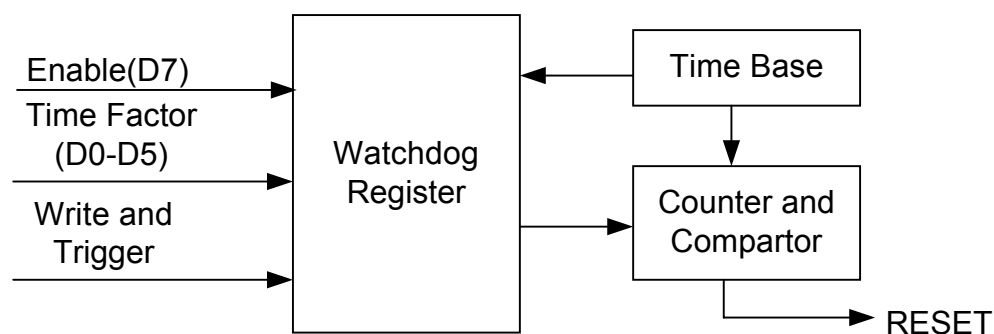 Enable(D7)
Time Factor
(D0-D5)
Write and
Trigger
Watchdog
Register
Time Base
Counter and
Compartor
RESET